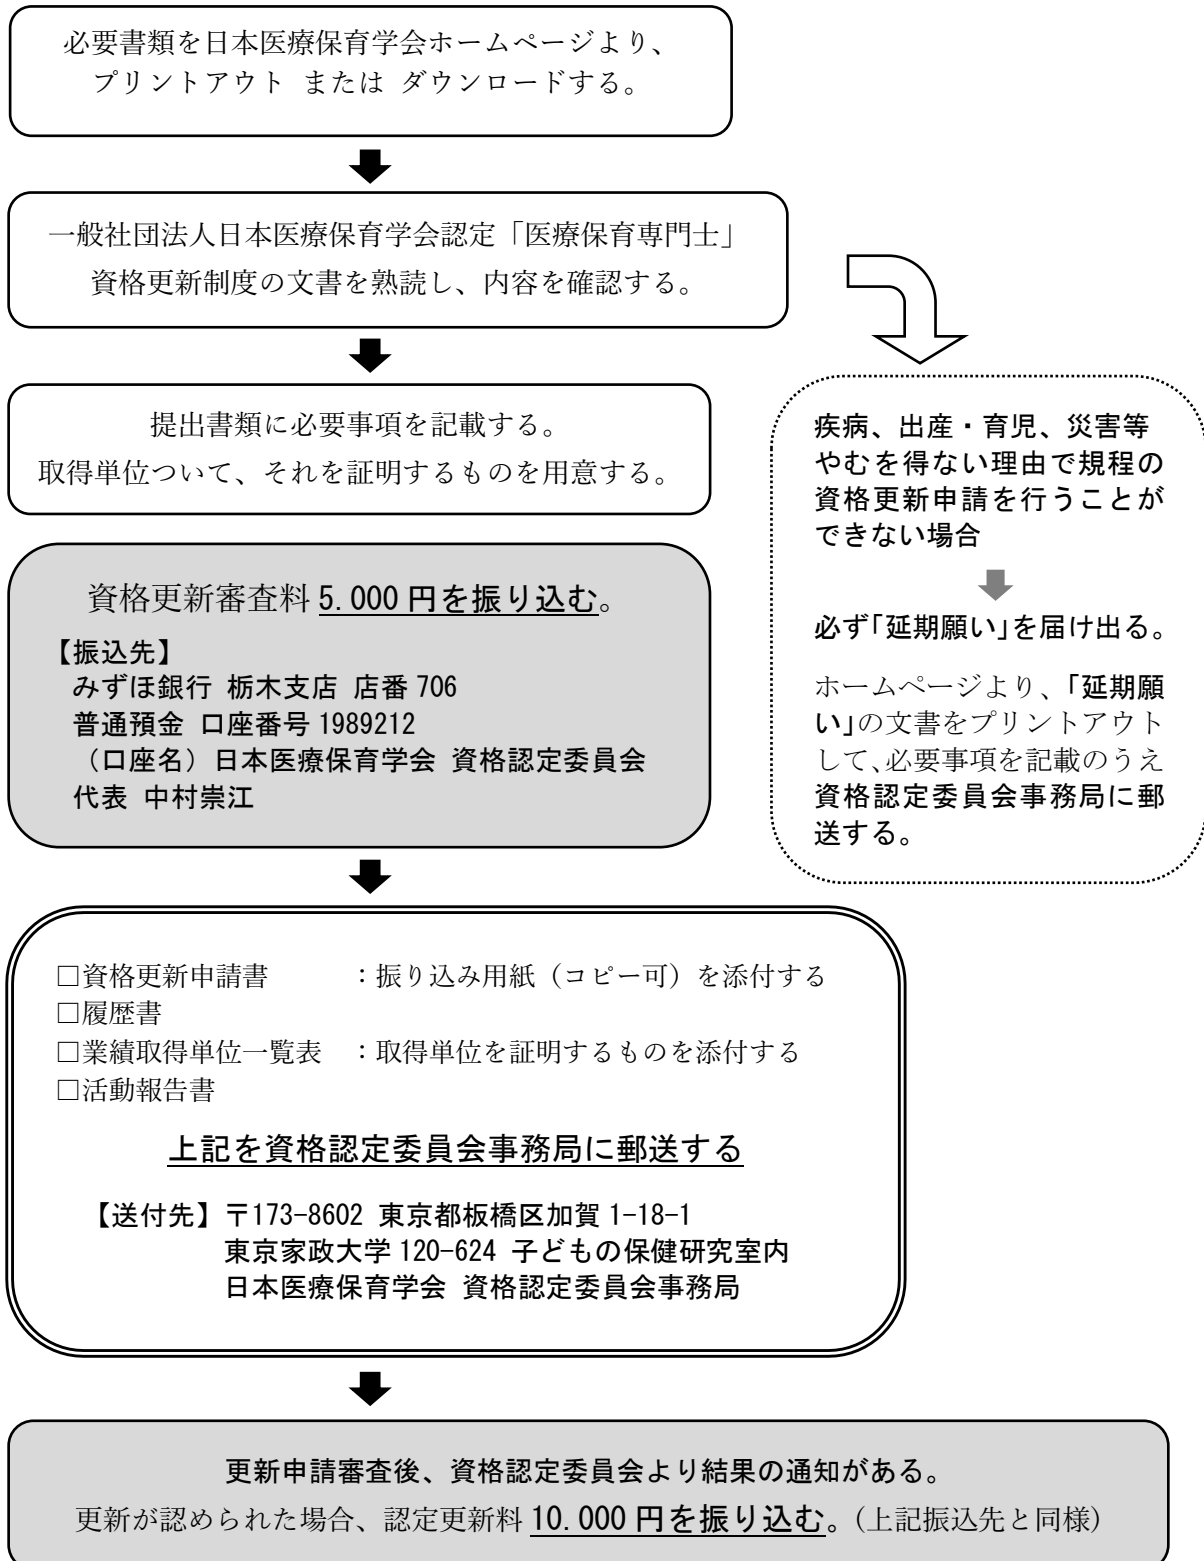 必要書類を日本医療保育学会ホームページより、
プリントアウト または ダウンロードする。
一般社団法人日本医療保育学会認定「医療保育専門士」
資格更新制度の文書を熟読し、内容を確認する。
提出書類に必要事項を記載する。
取得単位ついて、それを証明するものを用意する。
資格更新審査料 5.000 円を振り込む。
【振込先】
みずほ銀行 栃木支店 店番 706
普通預金 口座番号 1989212
（口座名）日本医療保育学会 資格認定委員会
代表 中村崇江
疾病、出産・育児、災害等
やむを得ない理由で規程の
資格更新申請を行うことが
できない場合
必ず「延期願い」を届け出る。
ホームページより、「延期願
い」の文書をプリントアウト
して、必要事項を記載のうえ
資格認定委員会事務局に郵
送する。
□資格更新申請書 ：振り込み用紙（コピー可）を添付する
□履歴書
□業績取得単位一覧表 ：取得単位を証明するものを添付する
□活動報告書
上記を資格認定委員会事務局に郵送する
【送付先】〒173-8602 東京都板橋区加賀 1-18-1
東京家政大学 120-624 子どもの保健研究室内
日本医療保育学会 資格認定委員会事務局
更新申請審査後、資格認定委員会より結果の通知がある。
更新が認められた場合、認定更新料 10.000 円を振り込む。(上記振込先と同様)